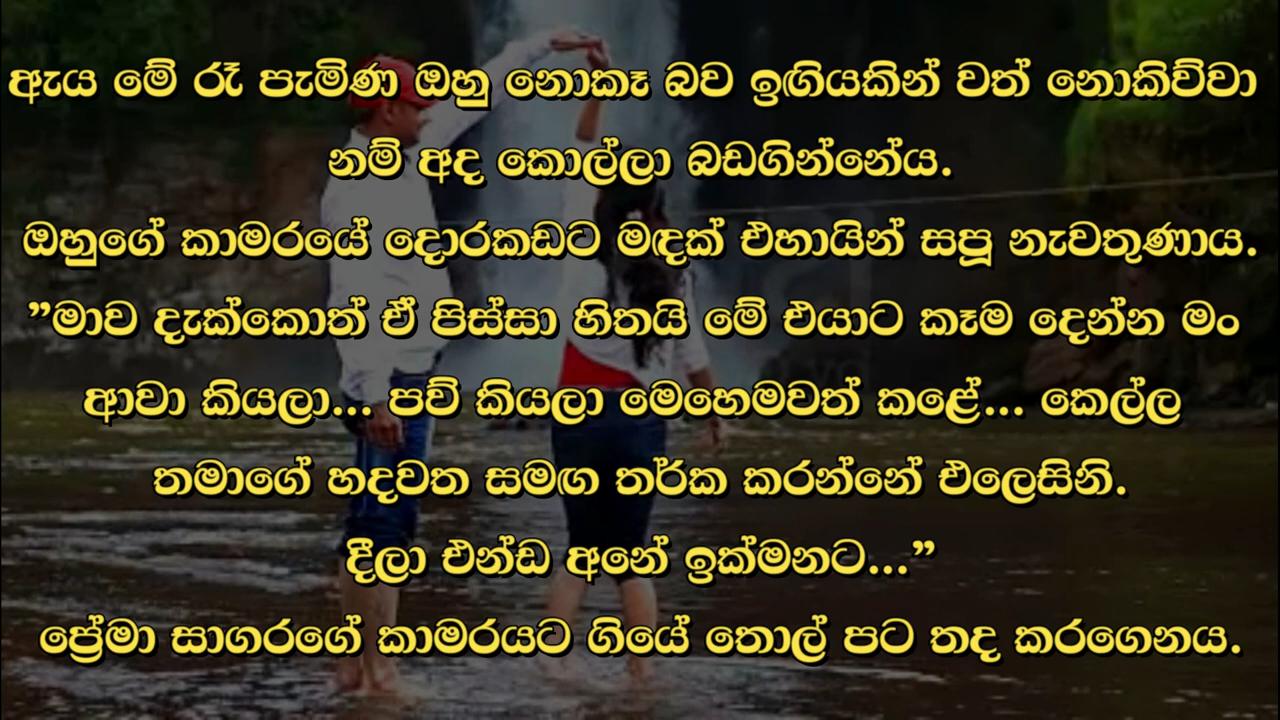 ඇය මේ රෑ පැමිණ ඔහු නොකෑ බව ඉඟියකින් වත් නොකිව්වා
නම් අද කොල්ලා බඩගින්නේය.
ඔහුගේ කාමරයේ දොරකඩට මඳක් එහායින් සපූ නැවතුණාය.
”මාව දැක්කොත් ඒ පිස්සා හිතයි මේ එයාට කෑම දෙන්න මං
ආවා කියලා... පව් කියලා මෙහෙමවත් කළේ... කෙල්ල
තමාගේ හදවත සමඟ තර්ක කරන්නේ එලෙසිනි.
දීලා එන්ඩ අනේ ඉක්මනට...”
ප්‍රේමා සාගරගේ කාමරයට ගියේ තොල් පට තද කරගෙනය.